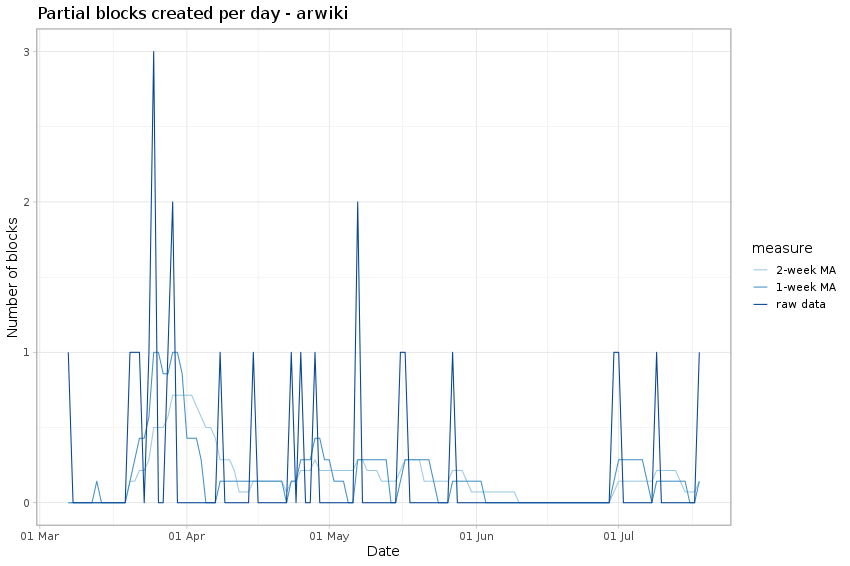 Partial blocks created per day - arwiki
Number of blocks
3
2
1
0
01 Mar
01 Apr
01 May
01 Jun
01 Jul
Date
measure
2-week MA
1-week MA
raw data